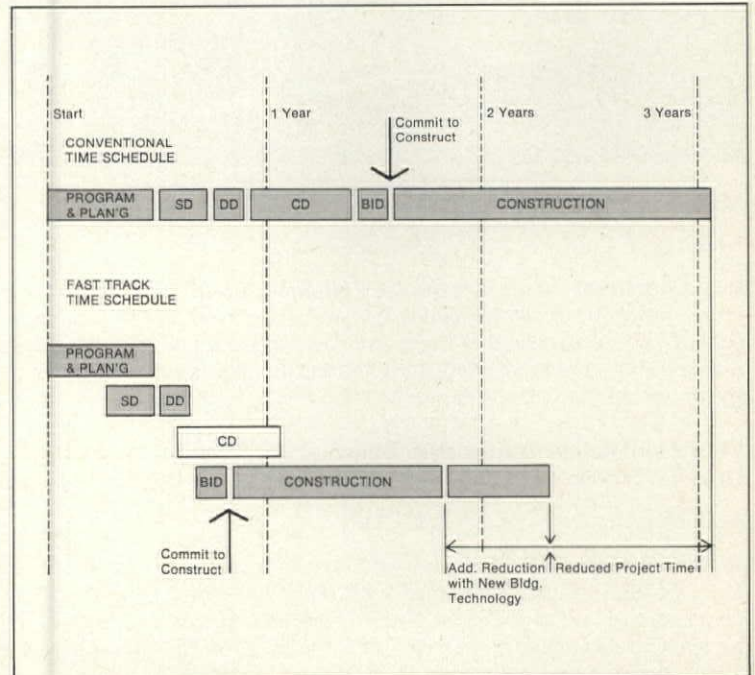 Start
1 Year
2 Years
3 Years
Commit to
Construct
CONVENTIONAL
TIME SCHEDULE
PROGRAM
& PLAN'G
SD
DD
CD
BID
CONSTRUCTION
FAST TRACK
TIME SCHEDULE
PROGRAM
& PLAN'G
SD
DD
CD
BID
CONSTRUCTION
Commit to
Construct
Add. Reduction
with New Bldg.
Technology
Reduced Project Time